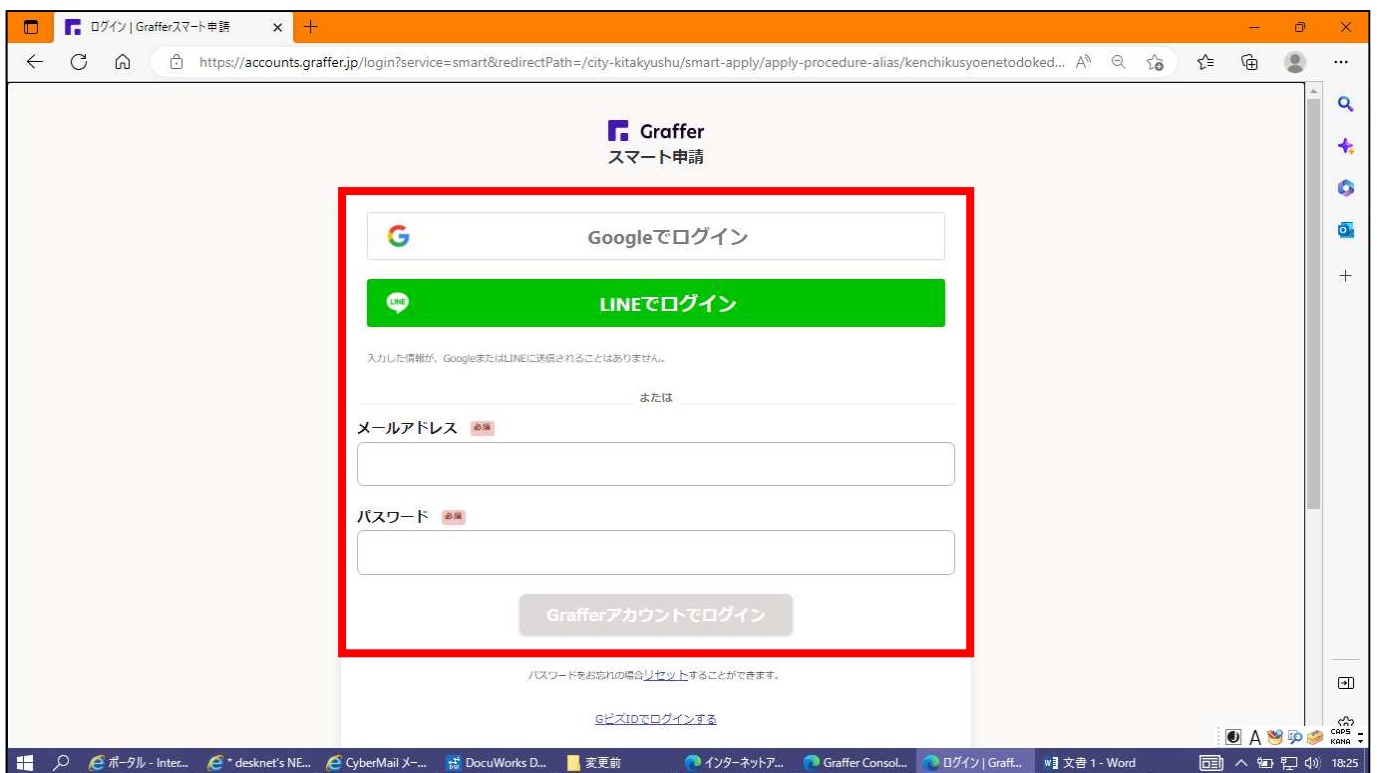 ログイン | Grafferスマート申請
https://accounts.graffer.jp/login?service=smart&redirectPath=/city-kitakyushu/smart-apply/apply-procedure-alias/kenchikusyoenetodoked...
Graffer
スマート申請
Googleでログイン
LINE
LINEでログイン
入力した情報が、GoogleまたはLINEに送信されることはありません。
または
メールアドレス 必須
パスワード 必須
Grafferアカウントでログイン
パスワードをお忘れの場合リセットすることができます。
GビズIDでログインする
A CAPS
KANA
ポータル - Inter... * desknet's NE... CyberMail メー... DocuWorks D... 変更前 インターネットア... Graffer Consol... ログイン | Graff... 文書 1 - Word 18:25